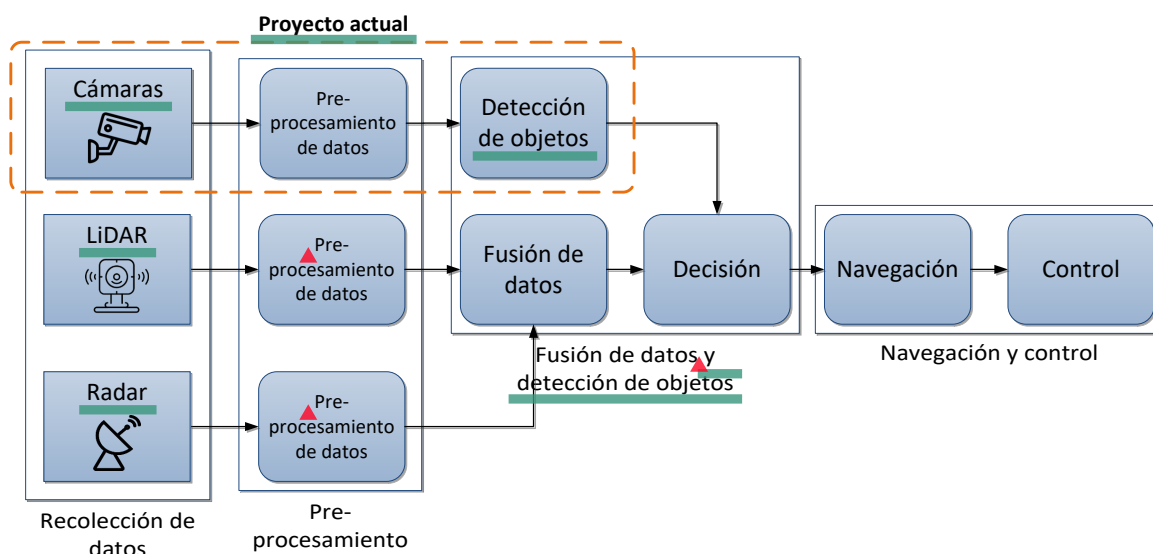 Proyecto actual
Cámaras
Pre-
procesamiento
de datos
Detección
de objetos
LiDAR
Pre-
procesamiento
de datos
Fusión de
datos
Decisión
Navegación
Control
Fusión de datos y
detección de objetos
Navegación y control
Radar
Pre-
procesamiento
de datos
Recolección de
datos
Pre-
procesamiento